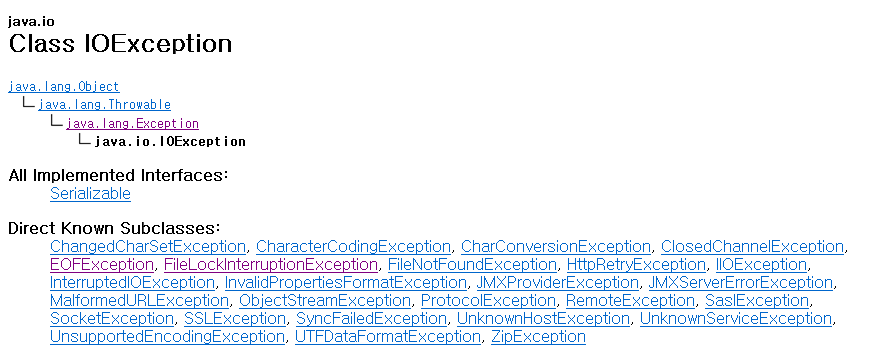 java.io
Class IOException
java.lang.Object
java.lang.Throwable
java.lang.Exception
java.io.IOException
All Implemented Interfaces:
Serializable
Direct Known Subclasses:
ChangedCharSetException, CharacterCodingException, CharConversionException, ClosedChannelException,
EOFException, FileLockInterruptionException, FileNotFoundException, HttpRetryException, IIOException,
InterruptedIOException, InvalidPropertiesFormatException, JMXProviderException, JMXServerErrorException,
MalformedURLException, ObjectStreamException, ProtocolException, RemoteException, SaslException,
SocketException, SSLException, SyncFailedException, UnknownHostException, UnknownServiceException,
UnsupportedEncodingException, UTFDataFormatException, ZipException